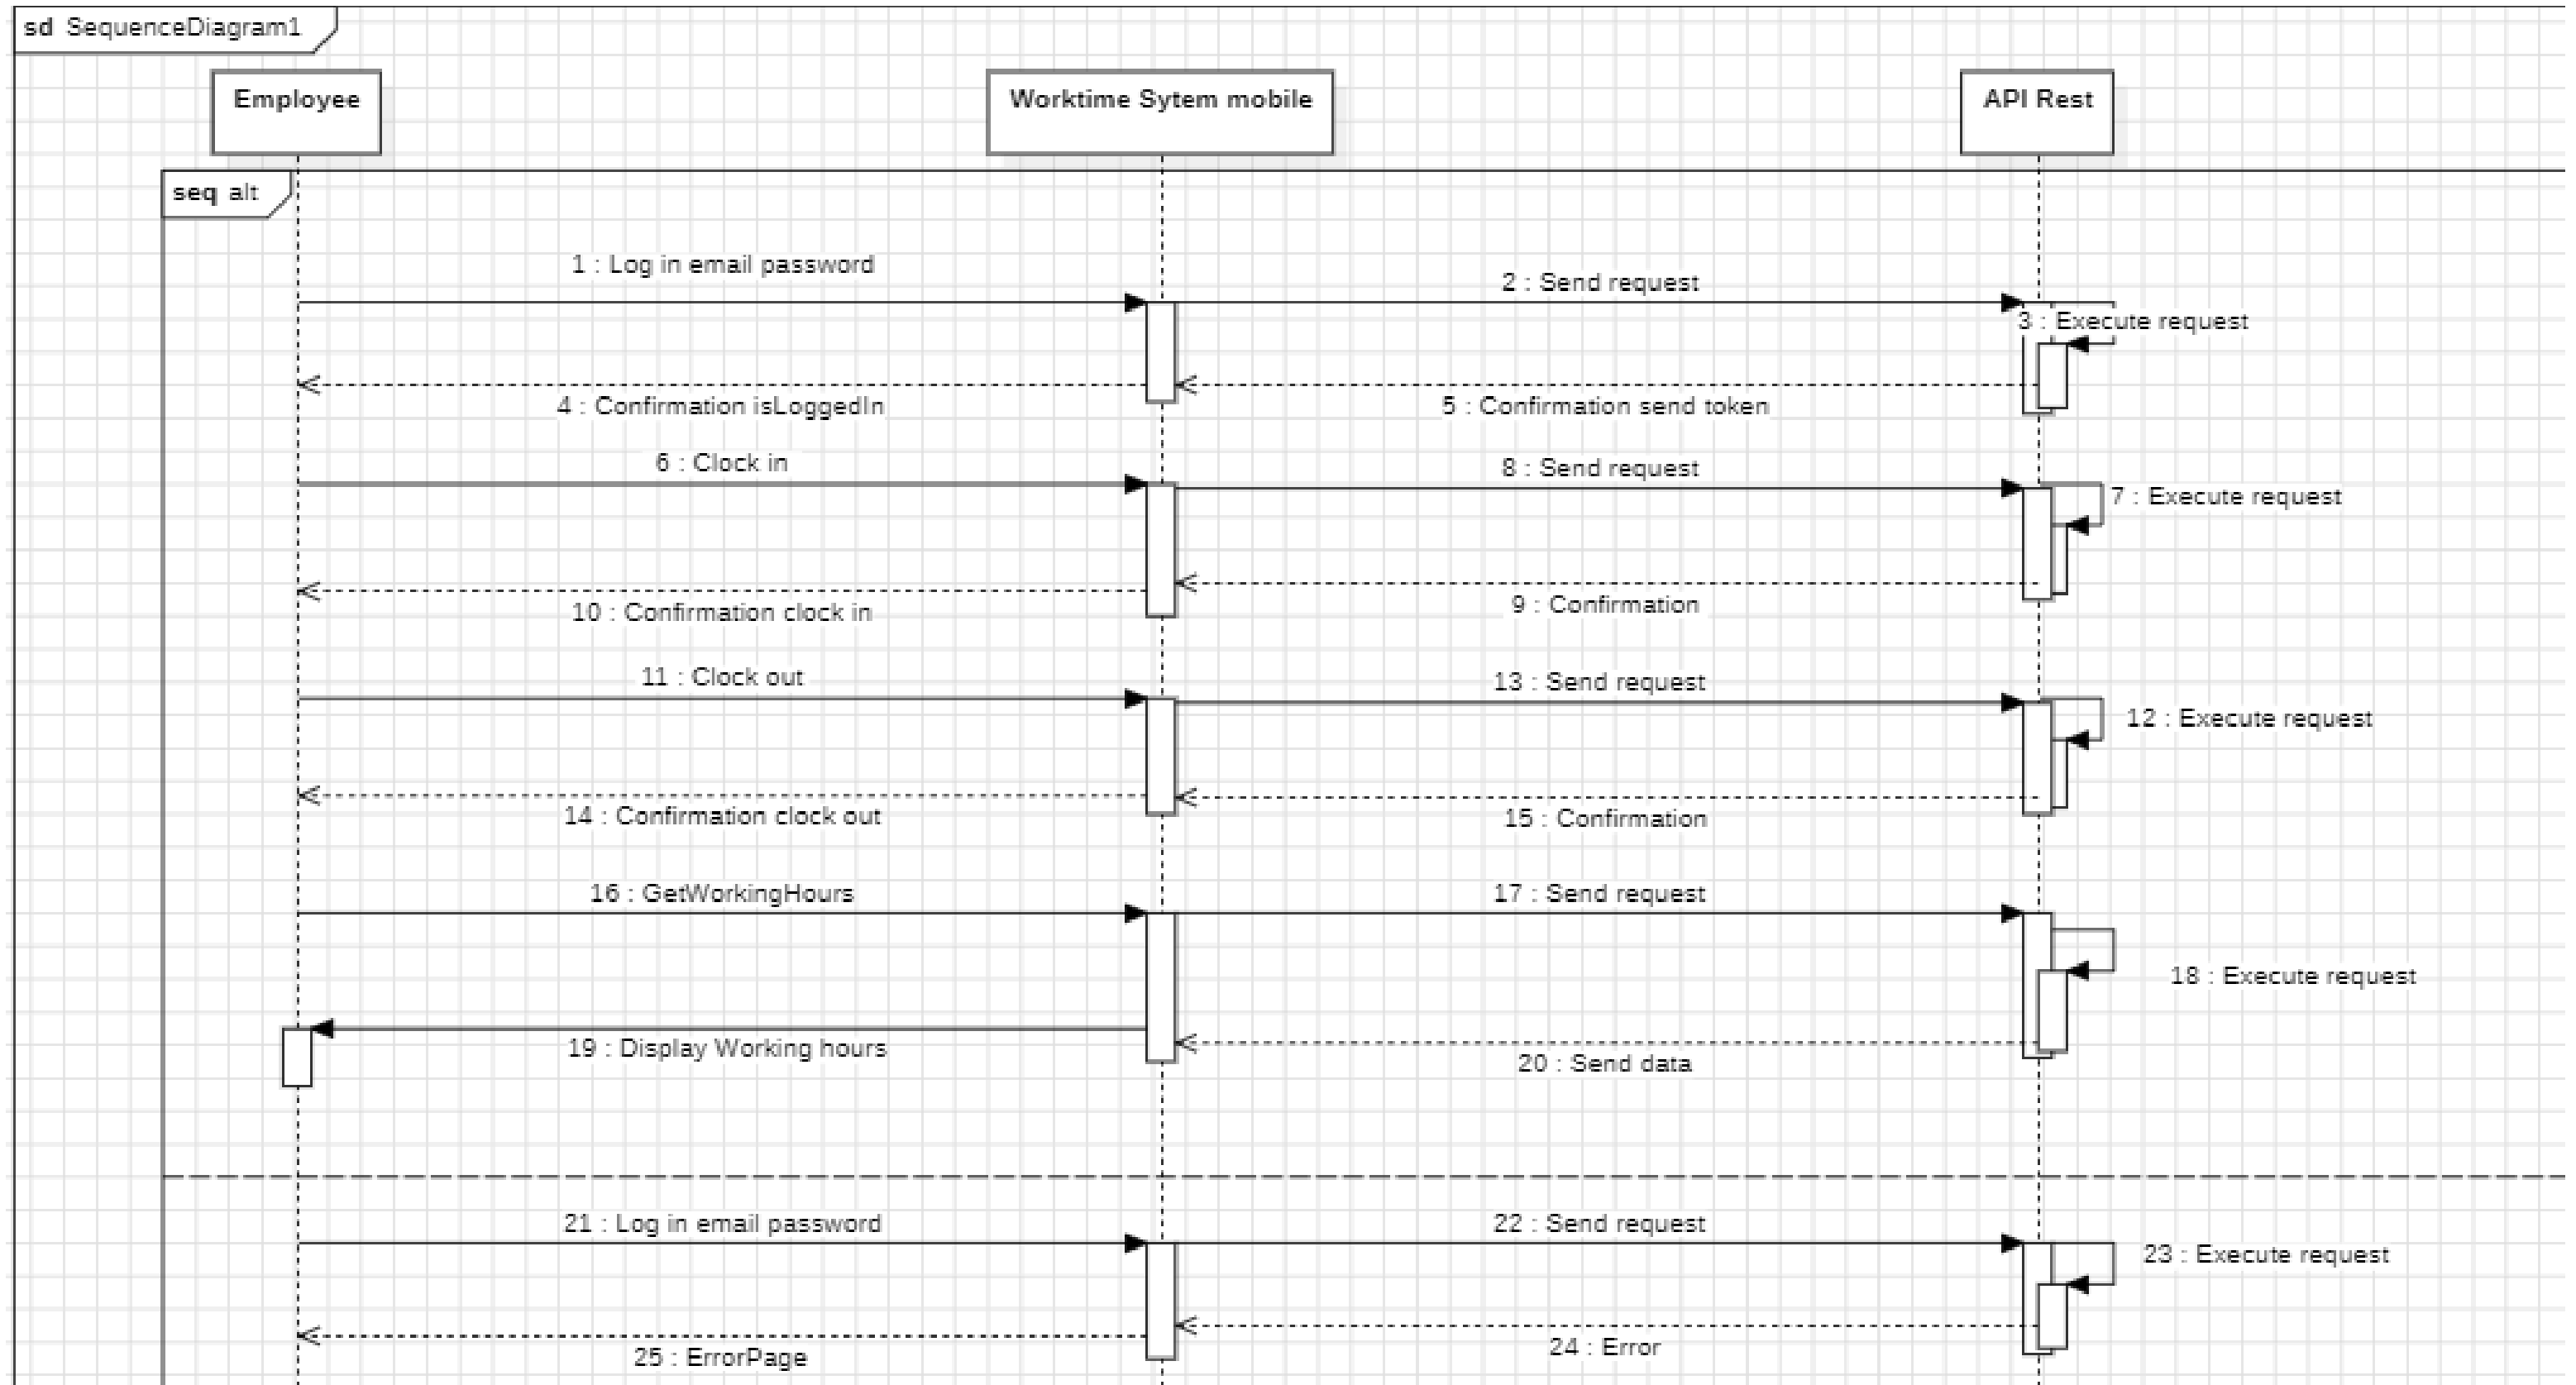 sd SequenceDiagram1
Employee
Worktime Sytem mobile
API Rest
seq alt
1 : Log in email password
2 : Send request
3 : Execute request
4 : Confirmation isLoggedIn
5 : Confirmation send token
6 : Clock in
8 : Send request
7 : Execute request
10 : Confirmation clock in
9 : Confirmation
11 : Clock out
13 : Send request
12 : Execute request
14 : Confirmation clock out
15 : Confirmation
16 : GetWorkingHours
17 : Send request
18 : Execute request
19 : Display Working hours
20 : Send data
21 : Log in email password
22 : Send request
23 : Execute request
25 : ErrorPage
24 : Error